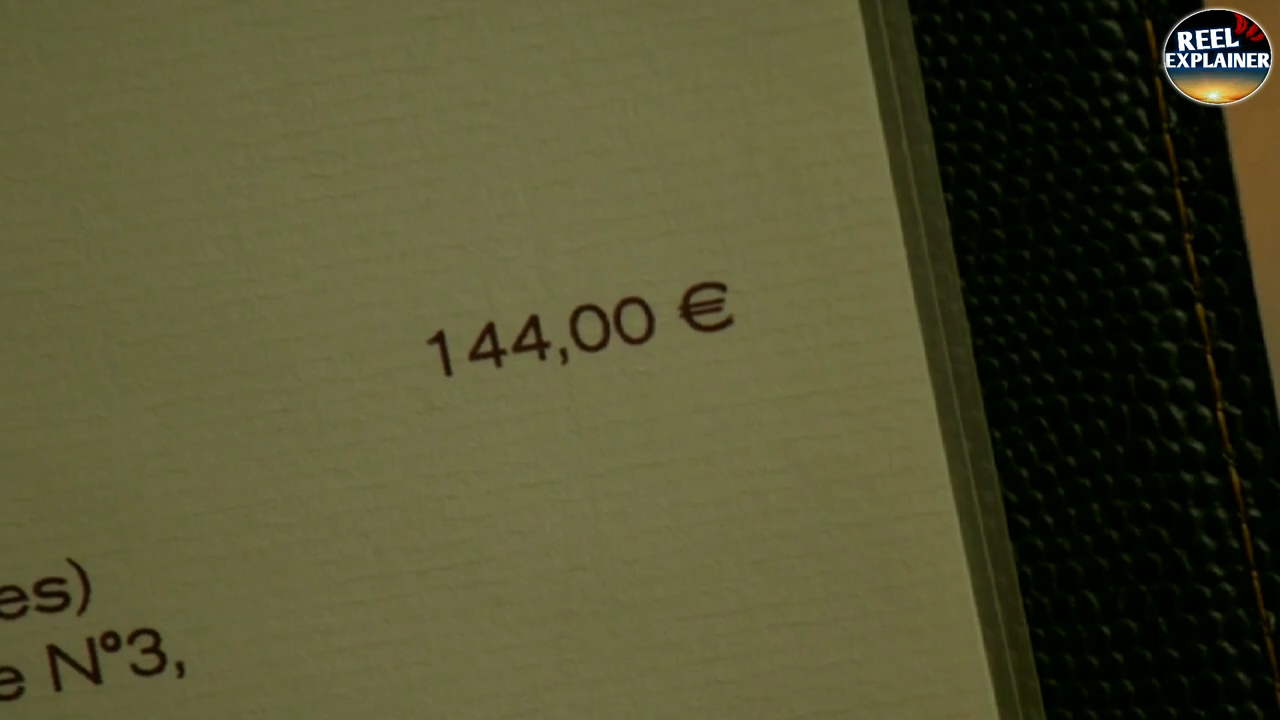 REEL
EXPLAINER
144,00 €
es)
e N°3,